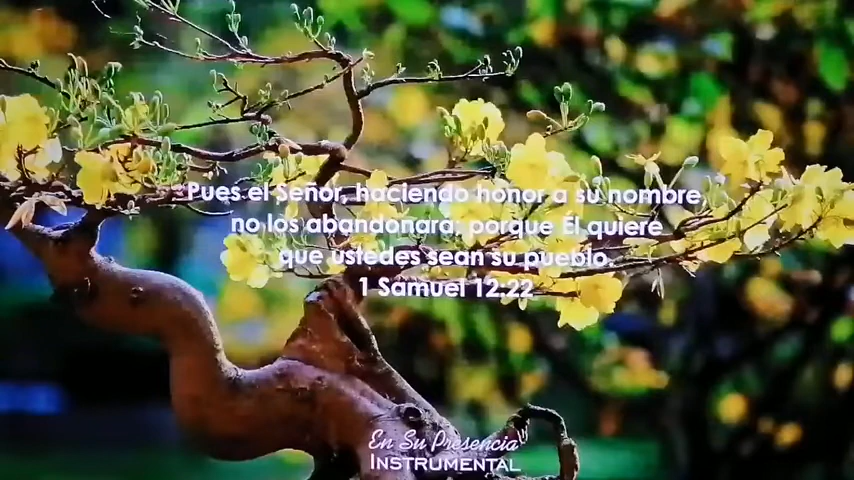 Pues el Señor, haciendo honor a su nombre
no los abandonará; porque Él quiere
que ustedes sean su pueblo.
1 Samuel 12.22
En Su Presencia
INSTRUMENTAL